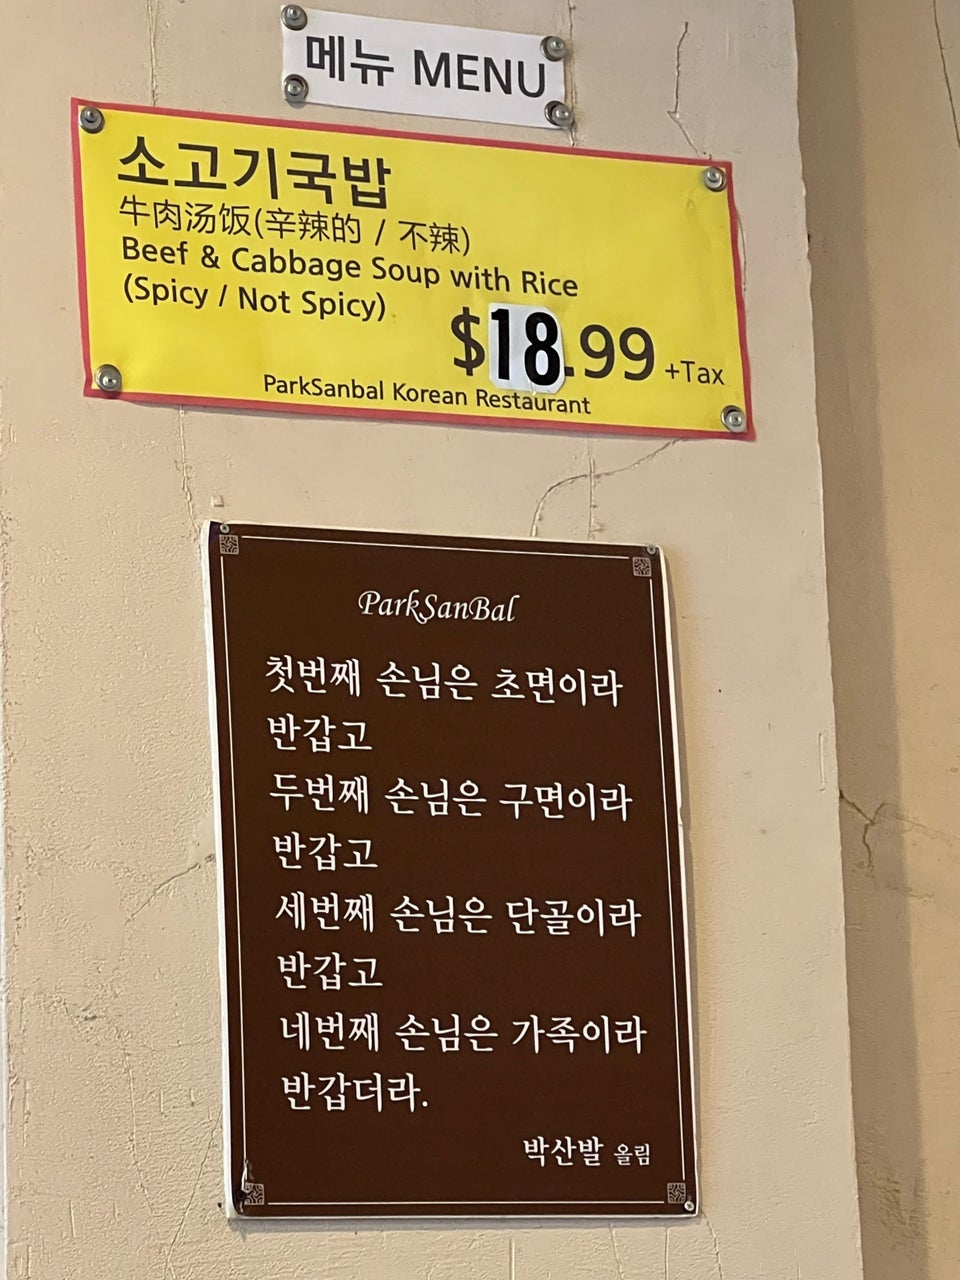 메뉴 MENU
소고기국밥
牛肉汤饭(辛辣的 / 不辣)
Beef & Cabbage Soup with Rice
(Spicy / Not Spicy)
$18.99 +Tax
ParkSanbal Korean Restaurant
ParkSanBal
첫번째 손님은 초면이라
반갑고
두번째 손님은 구면이라
반갑고
세번째 손님은 단골이라
반갑고
네번째 손님은 가족이라
반갑더라.
박산발 올림